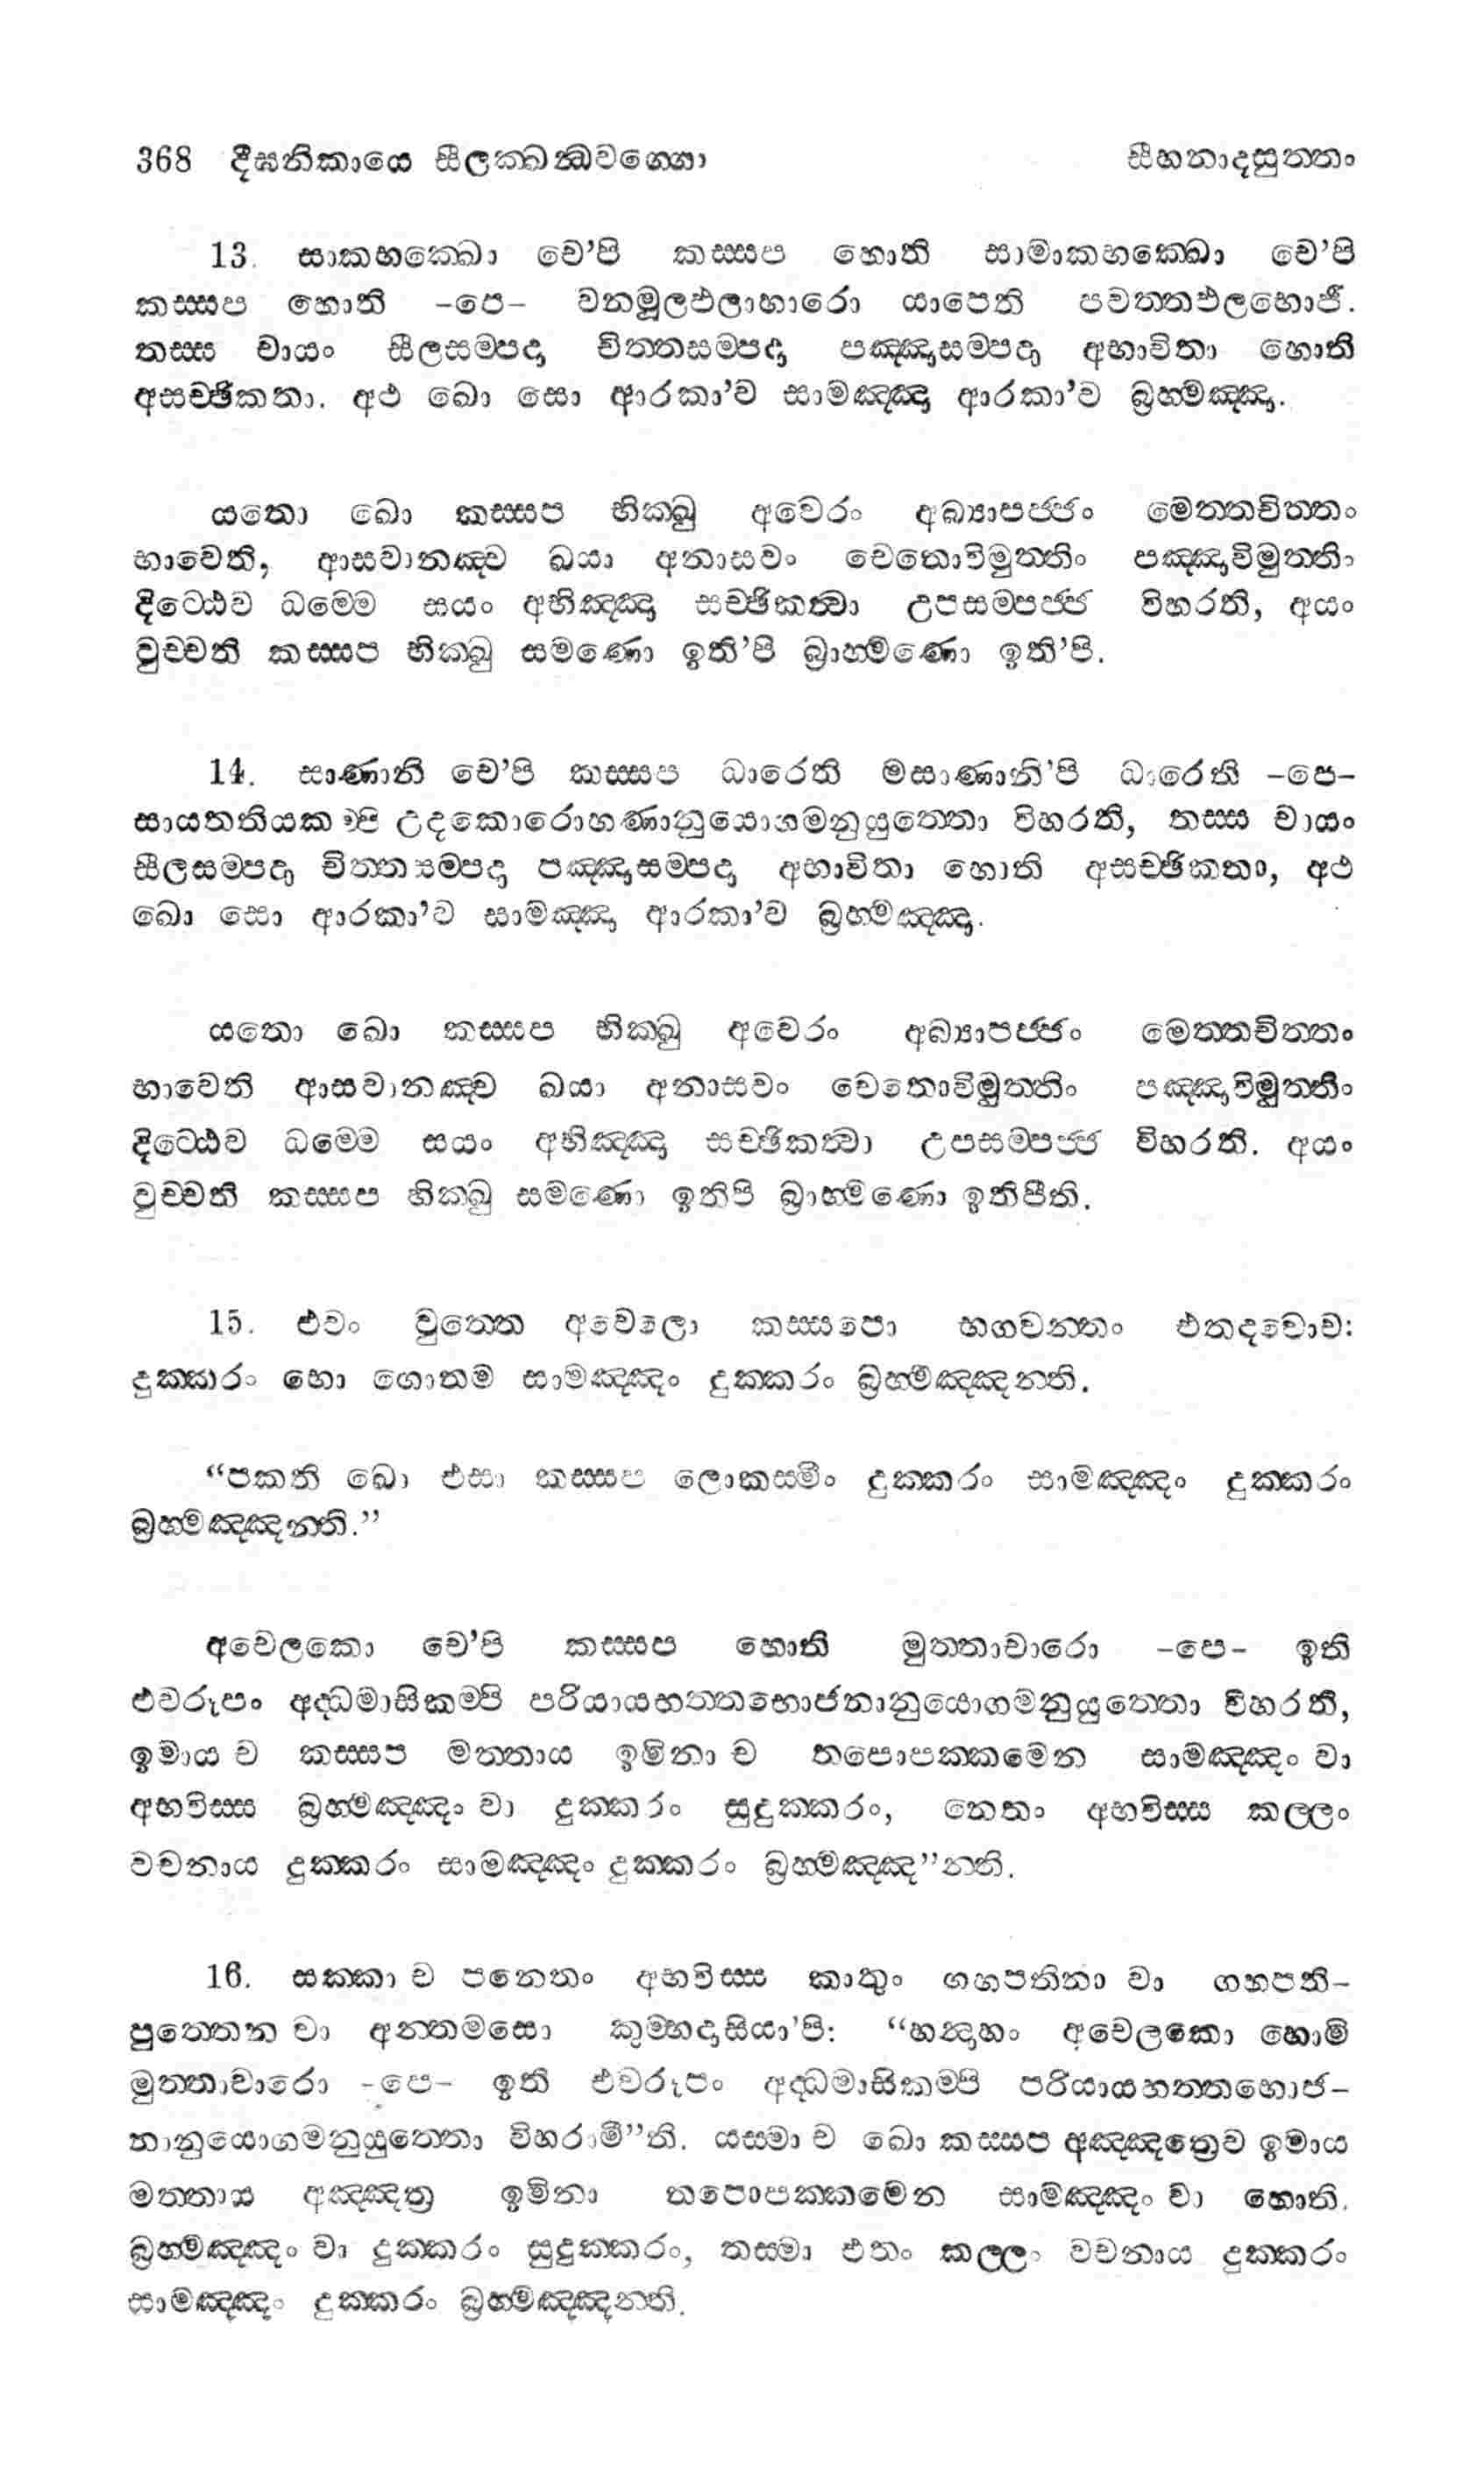 368 දීඝනිකායෙ සීලක්ඛන්ධවග්ගො සීහනාදසුත්තං
13. සාකභක්ඛො චෙ’පි කස්සප හොති සාමාකභක්ඛො චෙ’පි
කස්සප හොති –පෙ– වනමූලඵලාහාරො යාපෙති පවත්තඵලභොජී.
තස්ස චායං සීලසම්පදා චිත්තසම්පදා පඤ්ඤාසම්පදා අභාවිතා හොති
අසච්ඡිකතා. අථ ඛො සො ආරකා’ව සාමඤ්ඤා ආරකා’ව බ්‍රහ්මඤ්ඤා.
යතො ඛො කස්සප භික්ඛු අවෙරං අබ්‍යාපජ්ජං මෙත්තචිත්තං
භාවෙති, ආසවානඤ්ච ඛයා අනාසවං චෙතොවිමුත්තිං පඤ්ඤාවිමුත්තිං
දිට්ඨෙව ධම්මෙ සයං අභිඤ්ඤා සච්ඡිකත්‍වා උපසම්පජ්ජ විහරති, අයං
වුච්චති කස්සප භික්ඛු සමණො ඉති’පි බ්‍රාහ්මණො ඉති’පි.
14. සාණානි චෙ’පි කස්සප ධාරෙති මසාණානි’පි ධාරෙති –පෙ–
සායතතියකම්පි උදකොරොහණානුයොගමනුයුත්තො විහරති, තස්ස චායං
සීලසම්පදා චිත්තසම්පදා පඤ්ඤාසම්පදා අභාවිතා හොති අසච්ඡිකතා, අථ
ඛො සො ආරකා’ව සාමඤ්ඤා ආරකා’ව බ්‍රහ්මඤ්ඤා.
යතො ඛො කස්සප භික්ඛු අවෙරං අබ්‍යාපජ්ජං මෙත්තචිත්තං
භාවෙති ආසවානඤ්ච ඛයා අනාසවං චෙතොවිමුත්තිං පඤ්ඤාවිමුත්තිං
දිට්ඨෙව ධම්මෙ සයං අභිඤ්ඤා සච්ඡිකත්‍වා උපසම්පජ්ජ විහරති. අයං
වුච්චති කස්සප භික්ඛු සමණො ඉතිපි බ්‍රාහ්මණො ඉතිපීති.
15. එවං වුත්තෙ අචෙලො කස්සපො භගවන්තං එතදවොච:
දුක්කරං භො ගොතම සාමඤ්ඤං දුක්කරං බ්‍රහ්මඤ්ඤන්ති.
“පකති ඛො එසා කස්සප ලොකස්මිං දුක්කරං සාමඤ්ඤං දුක්කරං
බ්‍රහ්මඤ්ඤන්ති.”
අචෙලකො චෙ’පි කස්සප හොති මුත්තාචාරො –පෙ– ඉති
එවරූපං අද්ධමාසිකම්පි පරියායභත්තභොජනානුයොගමනුයුත්තො විහරති,
ඉමාය ච කස්සප මත්තාය ඉමිනා ච තපොපක්කමෙන සාමඤ්ඤං වා
අභවිස්ස බ්‍රහ්මඤ්ඤං වා දුක්කරං සුදුක්කරං, නෙතං අභවිස්ස කල්ලං
වචනාය දුක්කරං සාමඤ්ඤං දුක්කරං බ්‍රහ්මඤ්ඤ”න්ති.
16. සක්කා ච පනෙතං අභවිස්ස කාතුං ගහපතිනා වා ගහපති–
පුත්තෙන වා අන්තමසො කුම්භදාසියා’පි: “හන්දාහං අචෙලකො හොමි
මුත්තාචාරො –පෙ– ඉති එවරූපං අද්ධමාසිකම්පි පරියායභත්තභොජ–
නානුයොගමනුයුත්තො විහරාමී”ති. යස්මා ච ඛො කස්සප අඤ්ඤත්‍රෙව ඉමාය
මත්තාය අඤ්ඤත්‍ර ඉමිනා තපොපක්කමෙන සාමඤ්ඤං වා හොති.
බ්‍රහ්මඤ්ඤං වා දුක්කරං සුදුක්කරං, තස්මා එතං කල්ලං වචනාය දුක්කරං
සාමඤ්ඤං දුක්කරං බ්‍රහ්මඤ්ඤන්ති.